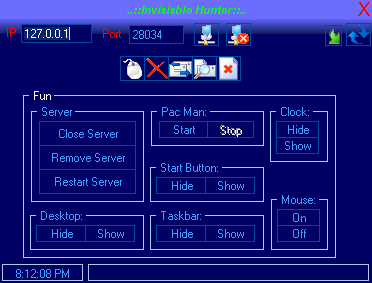 ..::Invisible Hunter::..
X
IP 127.0.0.1 Port 28034
Fun
Server
Close Server
Remove Server
Restart Server
Pac Man:
Start Stop
Clock:
Hide
Show
Start Button:
Hide Show
Desktop:
Hide Show
Taskbar:
Hide Show
Mouse:
On
Off
8:12:08 PM